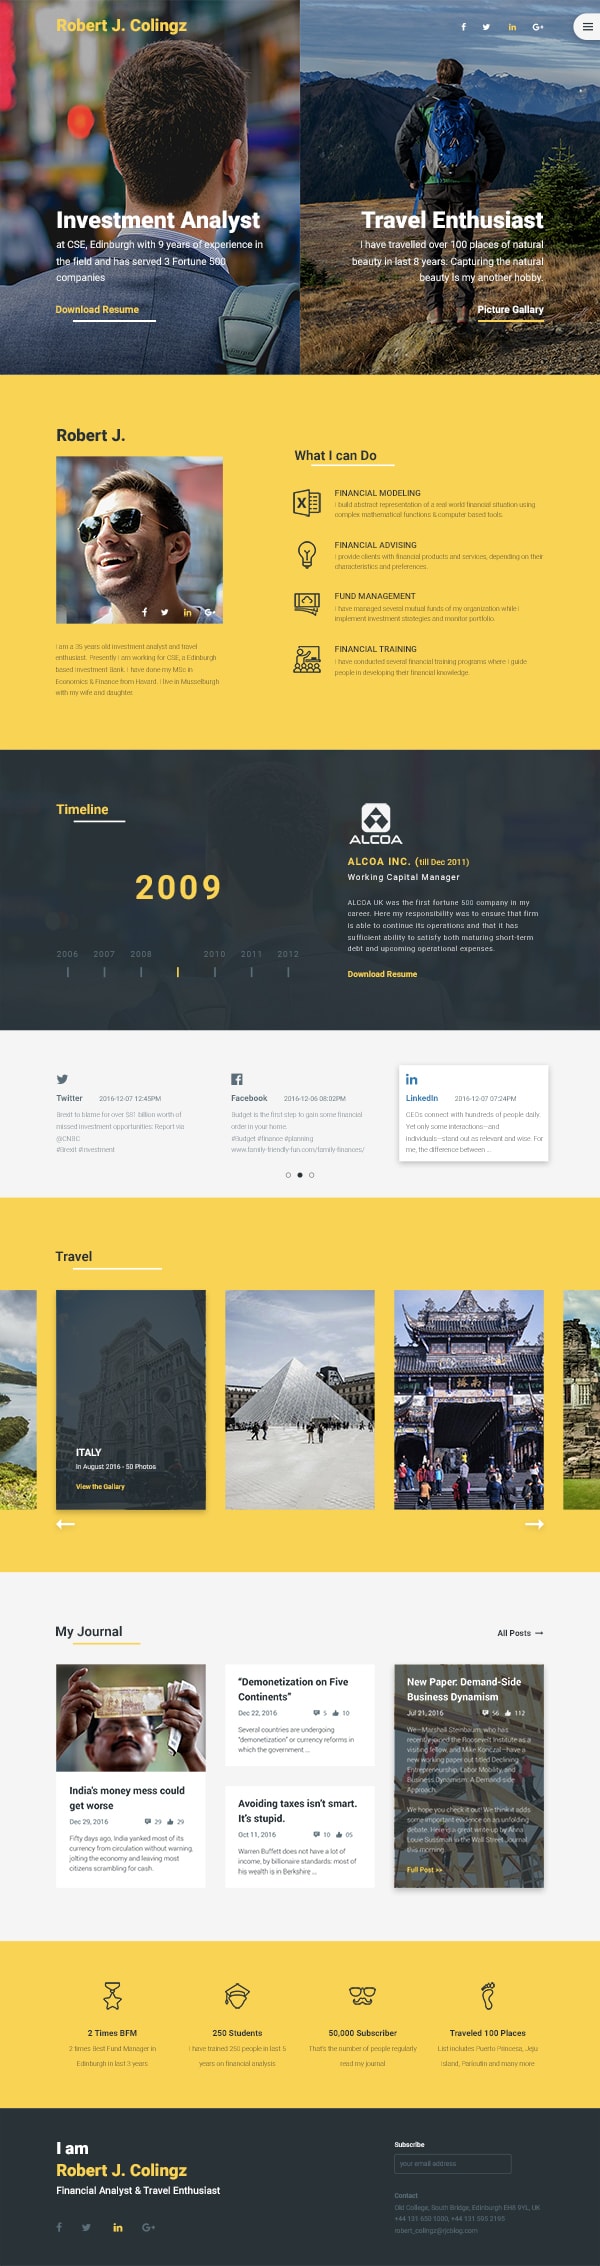 Robert J. Colingz
Investment Analyst
at CSE, Edinburgh with 9 years of experience in
the field and has served 3 Fortune 500
companies
Download Resume
Travel Enthusiast
I have travelled over 100 places of natural
beauty in last 8 years. Capturing the natural
beauty is my another hobby.
Picture Gallary
Robert J.
I am a 35 years old investment analyst and travel
enthusiast. Presently I am working for CSE, a Edinburgh
based Investment Bank. I have done my MSs in
Economics & Finance from Havard. I live in Musselburgh
with my wife and daughter.
What I can Do
FINANCIAL MODELING
I build abstract representation of a real world financial situation using
complex mathematical functions & computer based tools.
FINANCIAL ADVISING
I provide clients with financial products and services, depending on their
characteristics and preferences.
FUND MANAGEMENT
I have managed several mutual funds of my organization while I
implement investment strategies and monitor portfolio.
FINANCIAL TRAINING
I have conducted several financial training programs where I guide
people in developing their financial knowledge.
Timeline
2009
2006 2007 2008 2010 2011 2012
ALCOA
ALCOA INC. (till Dec 2011)
Working Capital Manager
ALCOA UK was the first fortune 500 company in my
career. Here my responsibility was to ensure that firm
is able to continue its operations and that it has
sufficient ability to satisfy both maturing short-term
debt and upcoming operational expenses.
Download Resume
Twitter 2016-12-07 12:45PM
Brexit to blame for over $81 billion worth of
missed investment opportunities: Report via
@CNBC
#Brexit #Investment
Facebook 2016-12-06 08:02PM
Budget is the first step to gain some financial
order in your home.
#Budget #finance #planning
www.family-friendly-fun.com/family-finances/
LinkedIn 2016-12-07 07:24PM
CEOs connect with hundreds of people daily.
Yet only some interactions—and
individuals—stand out as relevant and wise. For
me, the difference between ...
Travel
ITALY
In August 2016 - 50 Photos
View the Gallary
My Journal
All Posts
India's money mess could
get worse
Dec 29, 2016 29 29
Fifty days ago, India yanked most of its
currency from circulation without warning,
jolting the economy and leaving most
citizens scrambling for cash.
“Demonetization on Five
Continents”
Dec 22, 2016 5 10
Several countries are undergoing
“demonetization” or currency reforms in
which the government ...
Avoiding taxes isn’t smart.
It’s stupid.
Oct 11, 2016 10 05
Warren Buffett does not have a lot of
income, by billionaire standards: most of
his wealth is in Berkshire ...
New Paper: Demand-Side
Business Dynamism
Jul 21, 2016 56 112
We—Marshall Steinbaum, who has
recently joined the Roosevelt Institute as a
visiting fellow, and Mike Konczal – have a
new working paper out titled Declining
Entrepreneurship, Labor Mobility, and
Business Dynamism: A Demand-side
Approach.
We hope you check it out! We think it adds
some important evidence on an unfolding
debate. Here is a great write up by Anna
Louie Sussman in the Wall Street Journal,
this morning.
Full Post >>
2 Times BFM
2 times Best Fund Manager in
Edinburgh in last 3 years
250 Students
I have trained 250 people in last 5
years on financial analysis
50,000 Subscriber
That's the number of people regularly
read my journal
Traveled 100 Places
List includes Puerto Princesa, Jeju
island, Paricutin and many more
I am
Robert J. Colingz
Financial Analyst & Travel Enthusiast
Subscribe
your email address
Contact
Old College, South Bridge, Edinburgh EH8 9YL, UK
+44 131 650 1000, +44 131 595 2195
robert_colingz@rjcblog.com